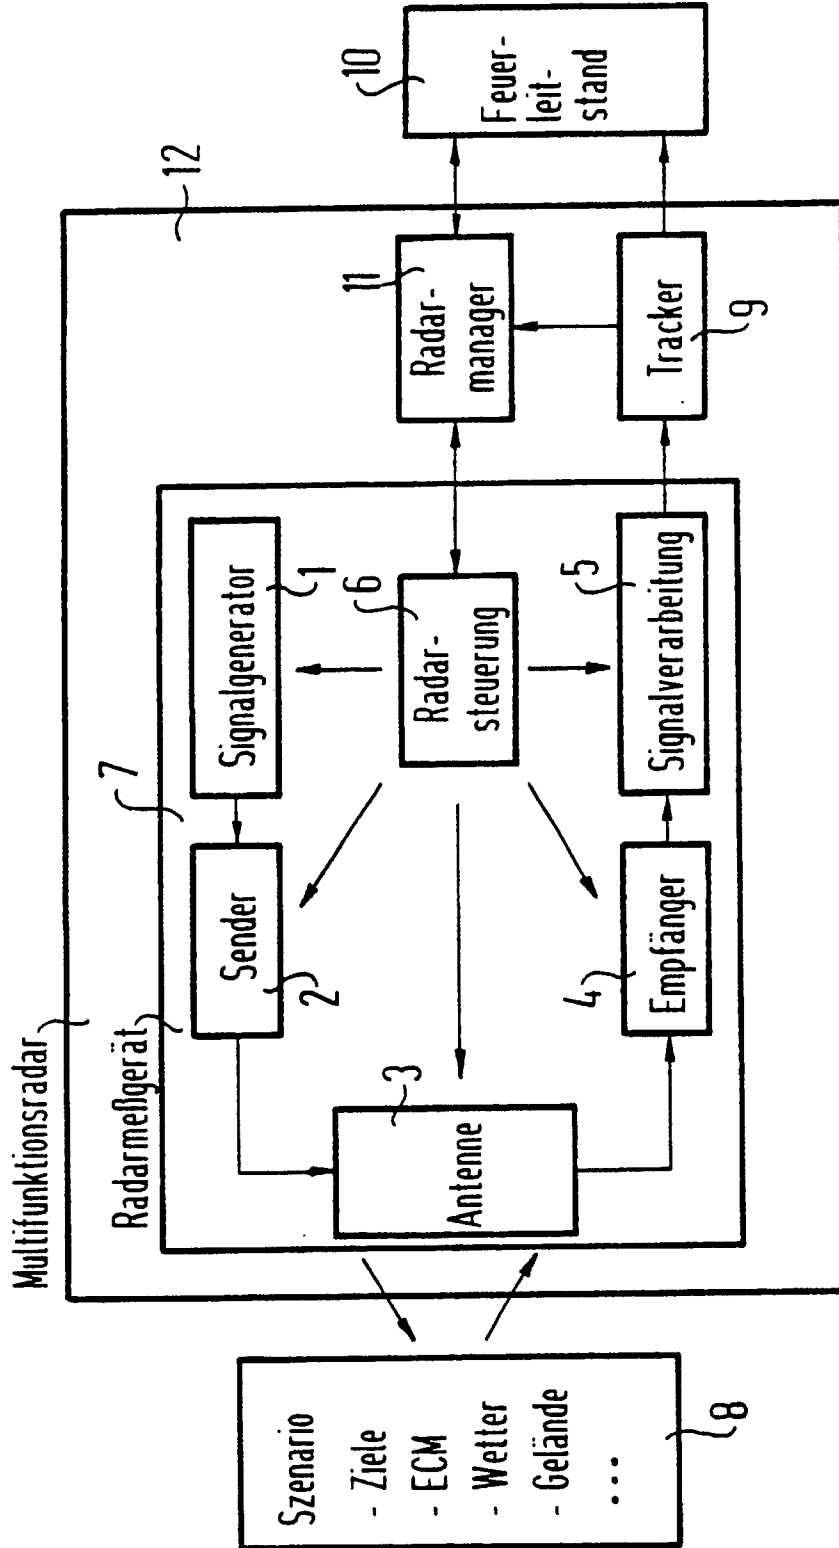 Multifunktionsradar
12
Radarmeßgerät
7
Szenario
- Ziele
- ECM
- Wetter
- Gelände
...
8
Antenne
3
Sender
2
Signalgenerator
1
Radar-
steuerung
6
Empfänger
4
Signalverarbeitung
5
Radar-
manager
11
Tracker
9
Feuer-
leit-
stand
10